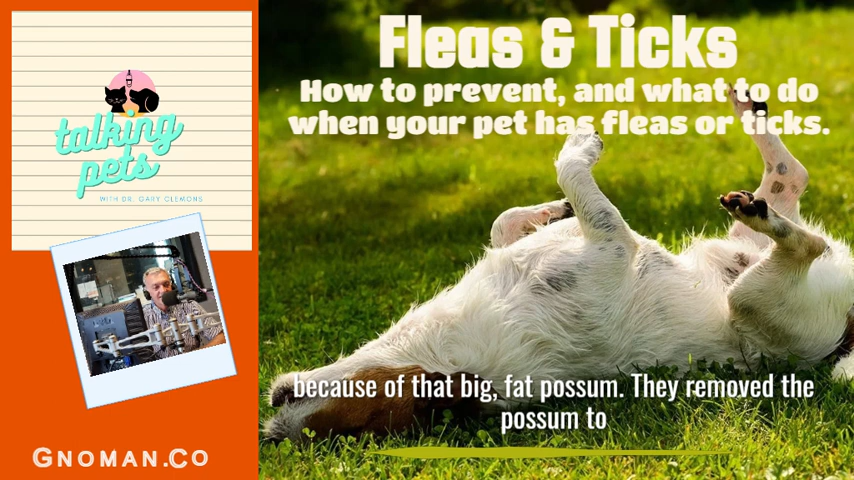 talking
pets
WITH DR. GARY CLEMONS
GNOMAN.CO
Fleas & Ticks
How to prevent, and what to do
when your pet has fleas or ticks.
because of that big, fat possum. They removed the
possum to